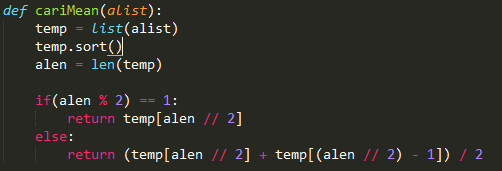 def cariMean(alist):
    temp = list(alist)
    temp.sort()
    alen = len(temp)

    if(alen % 2) == 1:
        return temp[alen // 2]
    else:
        return (temp[alen // 2] + temp[(alen // 2) - 1]) / 2